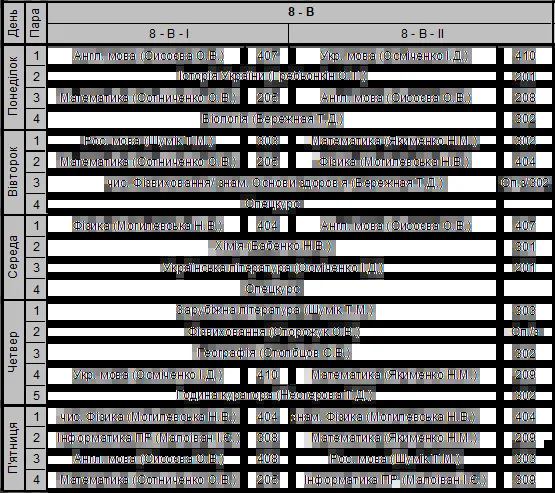 День Пара 8 - В
8 - В - I 8 - В - II
Понеділок
1 Англ. мова (Сисоєва О.В.) 407 Укр. мова (Осміченко І.Д.) 410
2 Історія України (Гребьонкін О.Т.) 201
3 Математика (Сотниченко О.В.) 205 Англ. мова (Сисоєва О.В.) 208
4 Біологія (Бережная Т.Д.) 302
Вівторок
1 Рос. мова (Шумік Т.М.) 303 Математика (Якименко Н.М.) 302
2 Математика (Сотниченко О.В.) 205 Фізика (Могилевська Н.В.) 404
3 чис. Фізвиховання/ знам. Основи здоров'я (Бережная Т.Д.) Сп.з/302
4 Спецкурс
Середа
1 Фізика (Могилевська Н.В.) 404 Англ. мова (Сисоєва О.В.) 407
2 Хімія (Бабенко Н.В.) 301
3 Українська література (Осміченко І.Д.) 201
4 Спецкурс
Четвер
1 Зарубіжна література (Шумік Т.М.) 303
2 Фізвиховання (Сторожук О.В.) Сп/з
3 Географія (Столбцов О.В.) 302
4 Укр. мова (Осміченко І.Д.) 410 Математика (Якименко Н.М.) 209
5 Година куратора (Нестерова Т.Д.) 302
П'ятниця
1 чис. Фізика (Могилевська Н.В.) 404 знам. Фізика (Могилевська Н.В.) 404
2 Інформатика ПР (Малоіван І.Є.) 308 Математика (Якименко Н.М.) 209
3 Англ. мова (Сисоєва О.В.) 308 Рос. мова (Шумік Т.М.) 303
4 Математика (Сотниченко О.В.) 205 Інформатика ПР (Малоіван І.Є.) 309